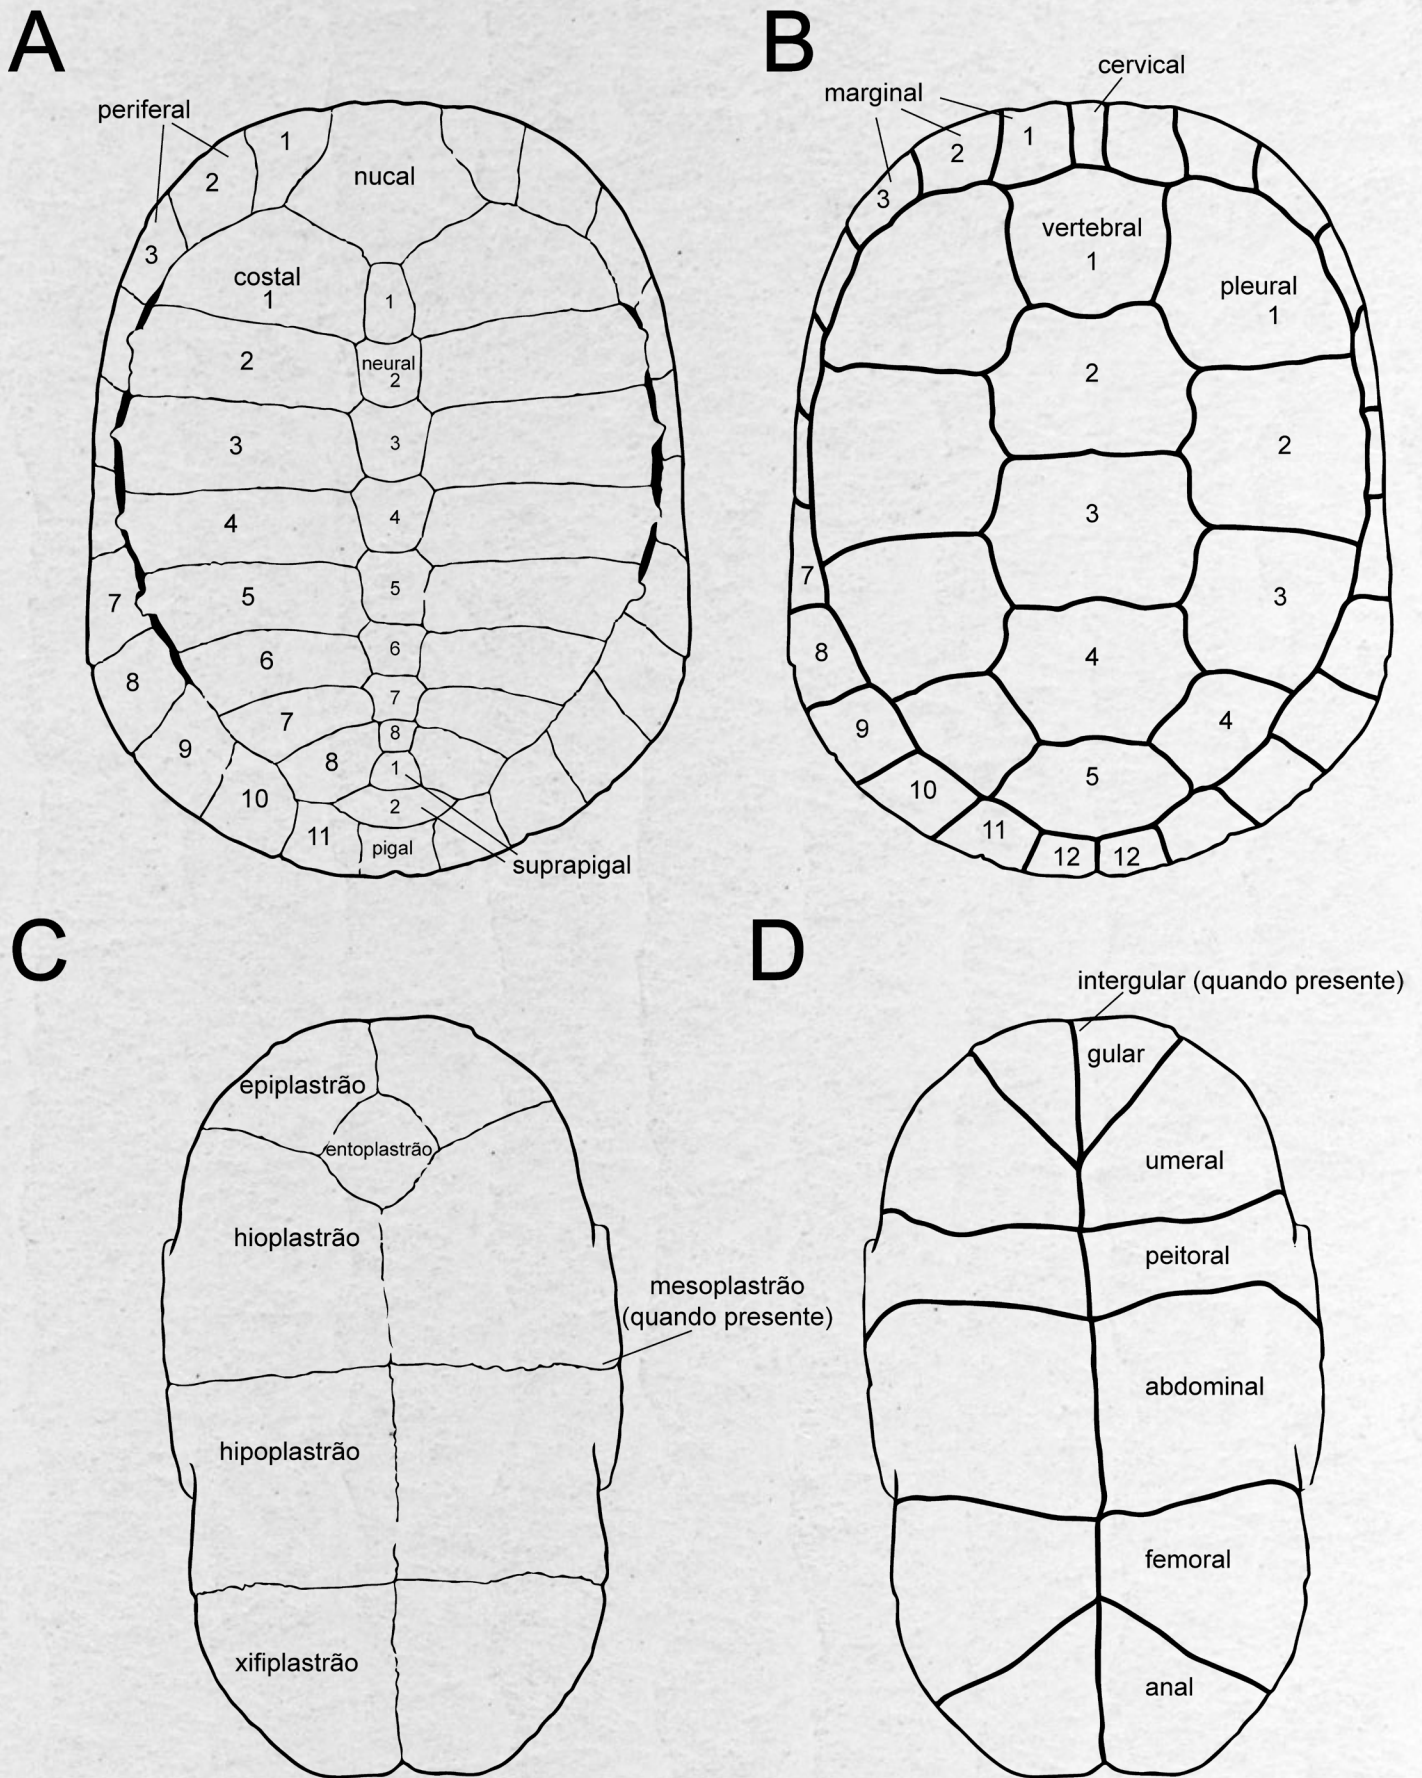 A
periferal
1
2
nucal
3
costal
1
1
2
neural
2
3
3
4
4
5
5
6
6
7
7
7
8
8
8
9
1
10
2
11
pigal
suprapigal
B
cervical
marginal
1
2
3
vertebral
1
pleural
1
2
2
3
7
3
8
4
9
4
10
5
11
12
12
C
epiplastrão
entoplastrão
hioplastrão
mesoplastrão
(quando presente)
hipoplastrão
xifiplastrão
D
intergular (quando presente)
gular
umeral
peitoral
abdominal
femoral
anal